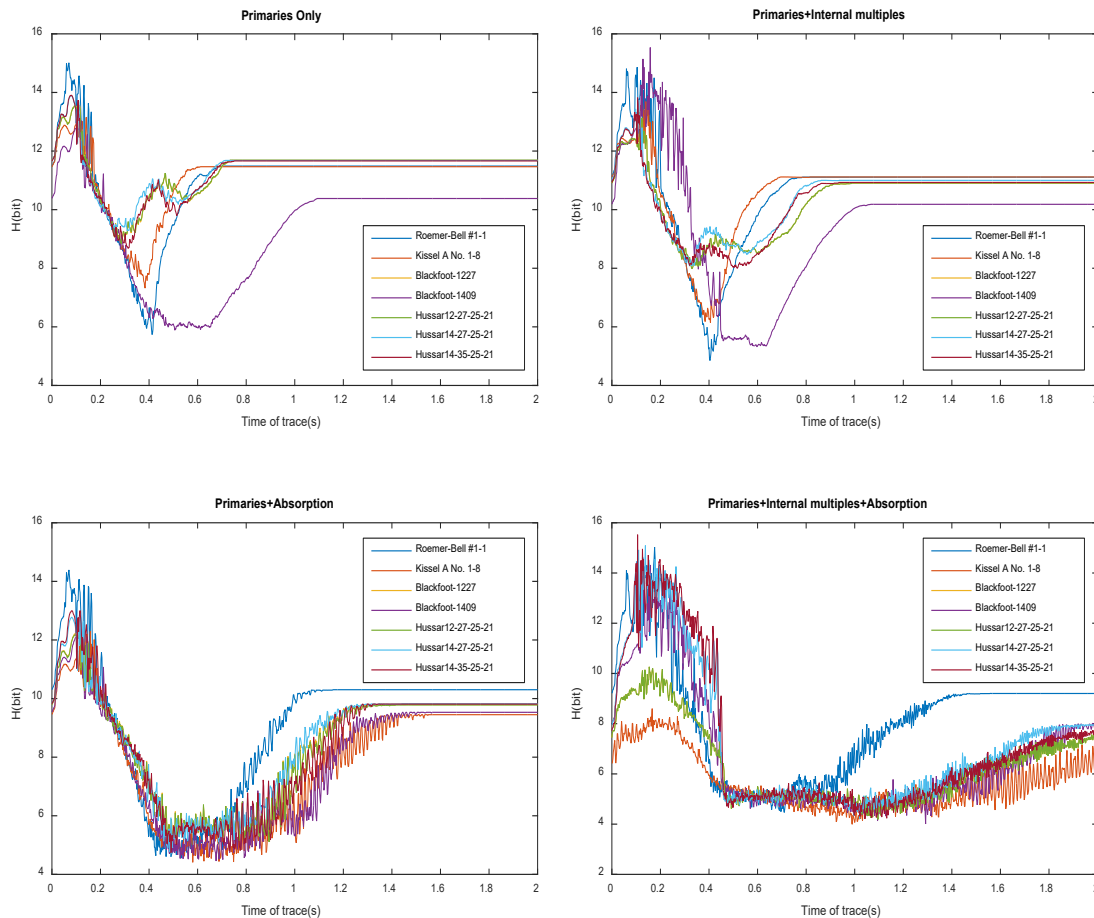 Primaries Only
16
14
12
10
8
6
4
H(bit)
Roemer-Bell #1-1
Kissel A No. 1-8
Blackfoot-1227
Blackfoot-1409
Hussar12-27-25-21
Hussar14-27-25-21
Hussar14-35-25-21
0 0.2 0.4 0.6 0.8 1 1.2 1.4 1.6 1.8 2
Time of trace(s)
Primaries+Internal multiples
16
14
12
10
8
6
4
H(bit)
Roemer-Bell #1-1
Kissel A No. 1-8
Blackfoot-1227
Blackfoot-1409
Hussar12-27-25-21
Hussar14-27-25-21
Hussar14-35-25-21
0 0.2 0.4 0.6 0.8 1 1.2 1.4 1.6 1.8
Time of trace(s)
Primaries+Absorption
16
14
12
10
8
6
4
H(bit)
Roemer-Bell #1-1
Kissel A No. 1-8
Blackfoot-1227
Blackfoot-1409
Hussar12-27-25-21
Hussar14-27-25-21
Hussar14-35-25-21
0 0.2 0.4 0.6 0.8 1 1.2 1.4 1.6 1.8 2
Time of trace(s)
Primaries+Internal multiples+Absorption
16
14
12
10
8
6
4
2
H(bit)
Roemer-Bell #1-1
Kissel A No. 1-8
Blackfoot-1227
Blackfoot-1409
Hussar12-27-25-21
Hussar14-27-25-21
Hussar14-35-25-21
0 0.2 0.4 0.6 0.8 1 1.2 1.4 1.6 1.8
Time of trace(s)